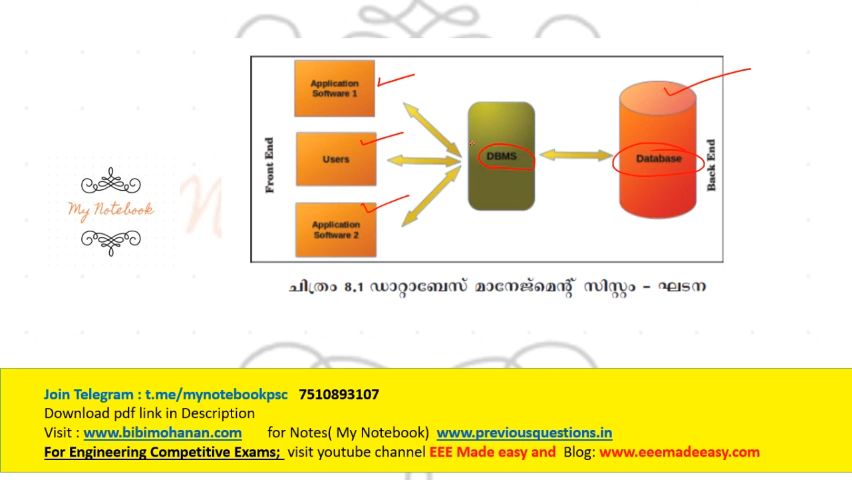 Application
Software 1
Users
Application
Software 2
Front End
DBMS
Database
Back End
My Notebook
ചിത്രം 8.1 ഡാറ്റാബേസ് മാനേജ്മെന്റ് സിസ്റ്റം - ഘടന
Join Telegram : t.me/mynotebookpsc 7510893107
Download pdf link in Description
Visit : www.bibimohanan.com for Notes( My Notebook) www.previousquestions.in
For Engineering Competitive Exams; visit youtube channel EEE Made easy and Blog: www.eeemadeeasy.com